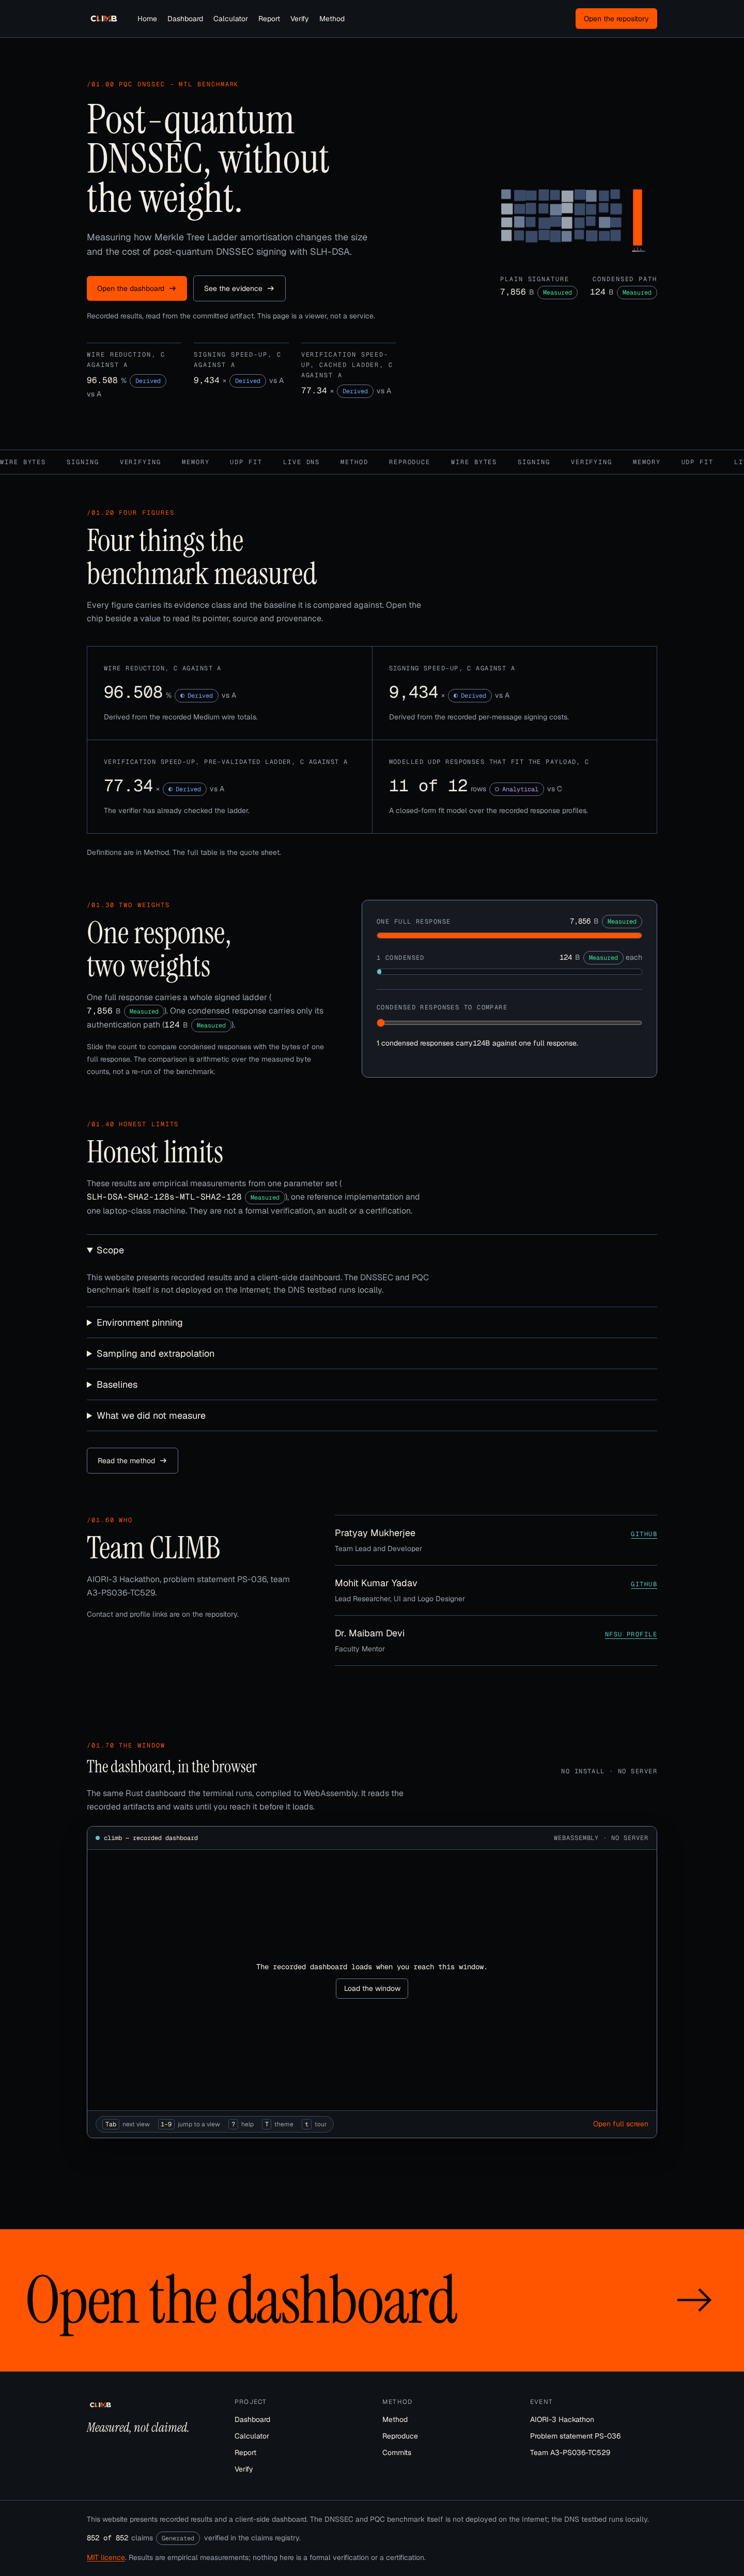 CLIMB Home Dashboard Calculator Report Verify Method Open the repository
/01.00 PQC DNSSEC — MTL BENCHMARK
Post-quantum
DNSSEC, without
the weight.
Measuring how Merkle Tree Ladder amortisation changes the size
and the cost of post-quantum DNSSEC signing with SLH-DSA.
Open the dashboard → See the evidence →
Recorded results, read from the committed artifact. This page is a viewer, not a service.
PLAIN SIGNATURE CONDENSED PATH
7,856 B Measured 124 B Measured
WIRE REDUCTION, C
AGAINST A
96.508 % Derived
vs A
SIGNING SPEED-UP, C
AGAINST A
9,434 × Derived vs A
VERIFICATION SPEED-
UP, CACHED LADDER, C
AGAINST A
77.34 × Derived vs A
WIRE BYTES SIGNING VERIFYING MEMORY UDP FIT LIVE DNS METHOD REPRODUCE WIRE BYTES SIGNING VERIFYING MEMORY UDP FIT LI
/01.20 FOUR FIGURES
Four things the
benchmark measured
Every figure carries its evidence class and the baseline it is compared against. Open the
chip beside a value to read its pointer, source and provenance.
WIRE REDUCTION, C AGAINST A
96.508 % Derived vs A
Derived from the recorded Medium wire totals.
SIGNING SPEED-UP, C AGAINST A
9,434 × Derived vs A
Derived from the recorded per-message signing costs.
VERIFICATION SPEED-UP, PRE-VALIDATED LADDER, C AGAINST A
77.34 × Derived vs A
The verifier has already checked the ladder.
MODELLED UDP RESPONSES THAT FIT THE PAYLOAD, C
11 of 12 rows Analytical vs C
A closed-form fit model over the recorded response profiles.
Definitions are in Method. The full table is the quote sheet.
/01.30 TWO WEIGHTS
One response,
two weights
One full response carries a whole signed ladder (
7,856 B Measured). One condensed response carries only its
authentication path (124 B Measured).
Slide the count to compare condensed responses with the bytes of one
full response. The comparison is arithmetic over the measured byte
counts, not a re-run of the benchmark.
ONE FULL RESPONSE 7,856 B Measured
1 CONDENSED 124 B Measured each
CONDENSED RESPONSES TO COMPARE
1 condensed responses carry124B against one full response.
/01.40 HONEST LIMITS
Honest limits
These results are empirical measurements from one parameter set (
SLH-DSA-SHA2-128s-MTL-SHA2-128 Measured), one reference implementation and
one laptop-class machine. They are not a formal verification, an audit or a certification.
▼ Scope
This website presents recorded results and a client-side dashboard. The DNSSEC and PQC
benchmark itself is not deployed on the Internet; the DNS testbed runs locally.
▶ Environment pinning
▶ Sampling and extrapolation
▶ Baselines
▶ What we did not measure
Read the method →
/01.60 WHO
Team CLIMB
AIORI-3 Hackathon, problem statement PS-036, team
A3-PS036-TC529.
Contact and profile links are on the repository.
Pratyay Mukherjee GITHUB
Team Lead and Developer
Mohit Kumar Yadav GITHUB
Lead Researcher, UI and Logo Designer
Dr. Maibam Devi NFSU PROFILE
Faculty Mentor
/01.70 THE WINDOW
The dashboard, in the browser
NO INSTALL · NO SERVER
The same Rust dashboard the terminal runs, compiled to WebAssembly. It reads the
recorded artifacts and waits until you reach it before it loads.
climb — recorded dashboard WEBASSEMBLY · NO SERVER
The recorded dashboard loads when you reach this window.
Load the window
Tab next view 1–9 jump to a view ? help T theme t tour Open full screen
Open the dashboard →
CLIMB
Measured, not claimed.
PROJECT
Dashboard
Calculator
Report
Verify
METHOD
Method
Reproduce
Commits
EVENT
AIORI-3 Hackathon
Problem statement PS-036
Team A3-PS036-TC529
This website presents recorded results and a client-side dashboard. The DNSSEC and PQC benchmark itself is not deployed on the Internet; the DNS testbed runs locally.
852 of 852 claims Generated verified in the claims registry.
MIT licence. Results are empirical measurements; nothing here is a formal verification or a certification.